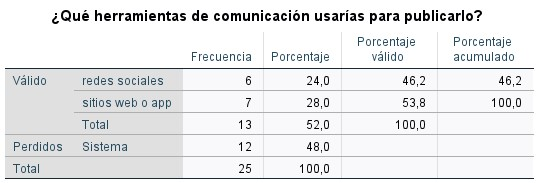 ¿Qué herramientas de comunicación usarías para publicarlo?
Frecuencia Porcentaje Porcentaje válido Porcentaje acumulado
Válido redes sociales 6 24,0 46,2 46,2
sitios web o app 7 28,0 53,8 100,0
Total 13 52,0 100,0
Perdidos Sistema 12 48,0
Total 25 100,0